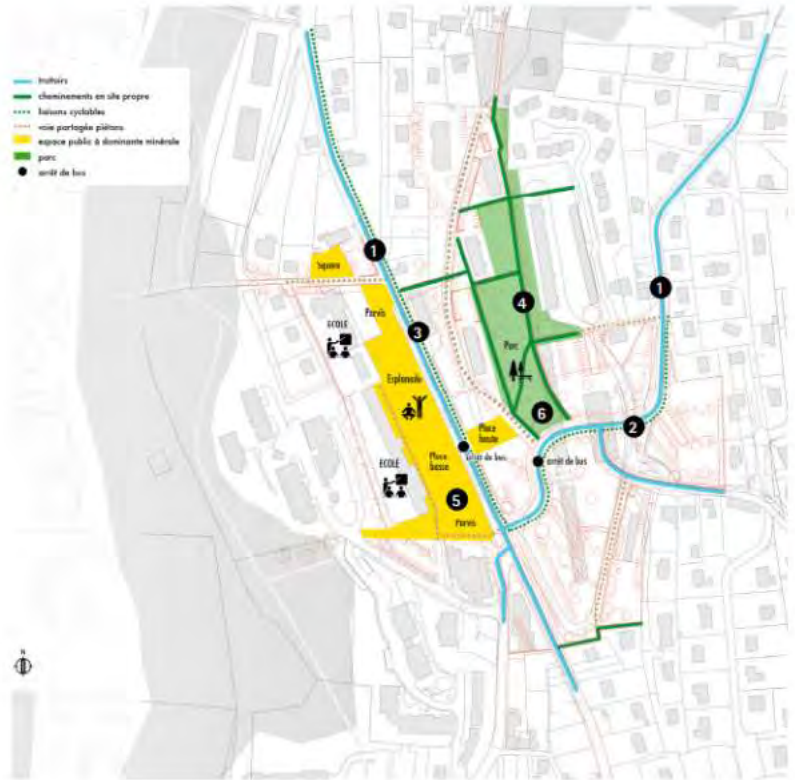 trottoirs
cheminements en site propre
liaisons cyclables
voie partagée piétons
espace public à dominante minérale
parc
arrêt de bus
1
Square
1
Parvis
4
ECOLE
3
Parc
Esplanade
6
Place
haute
2
Place
basse
arrêt de bus
arrêt de bus
ECOLE
5
Parvis
N